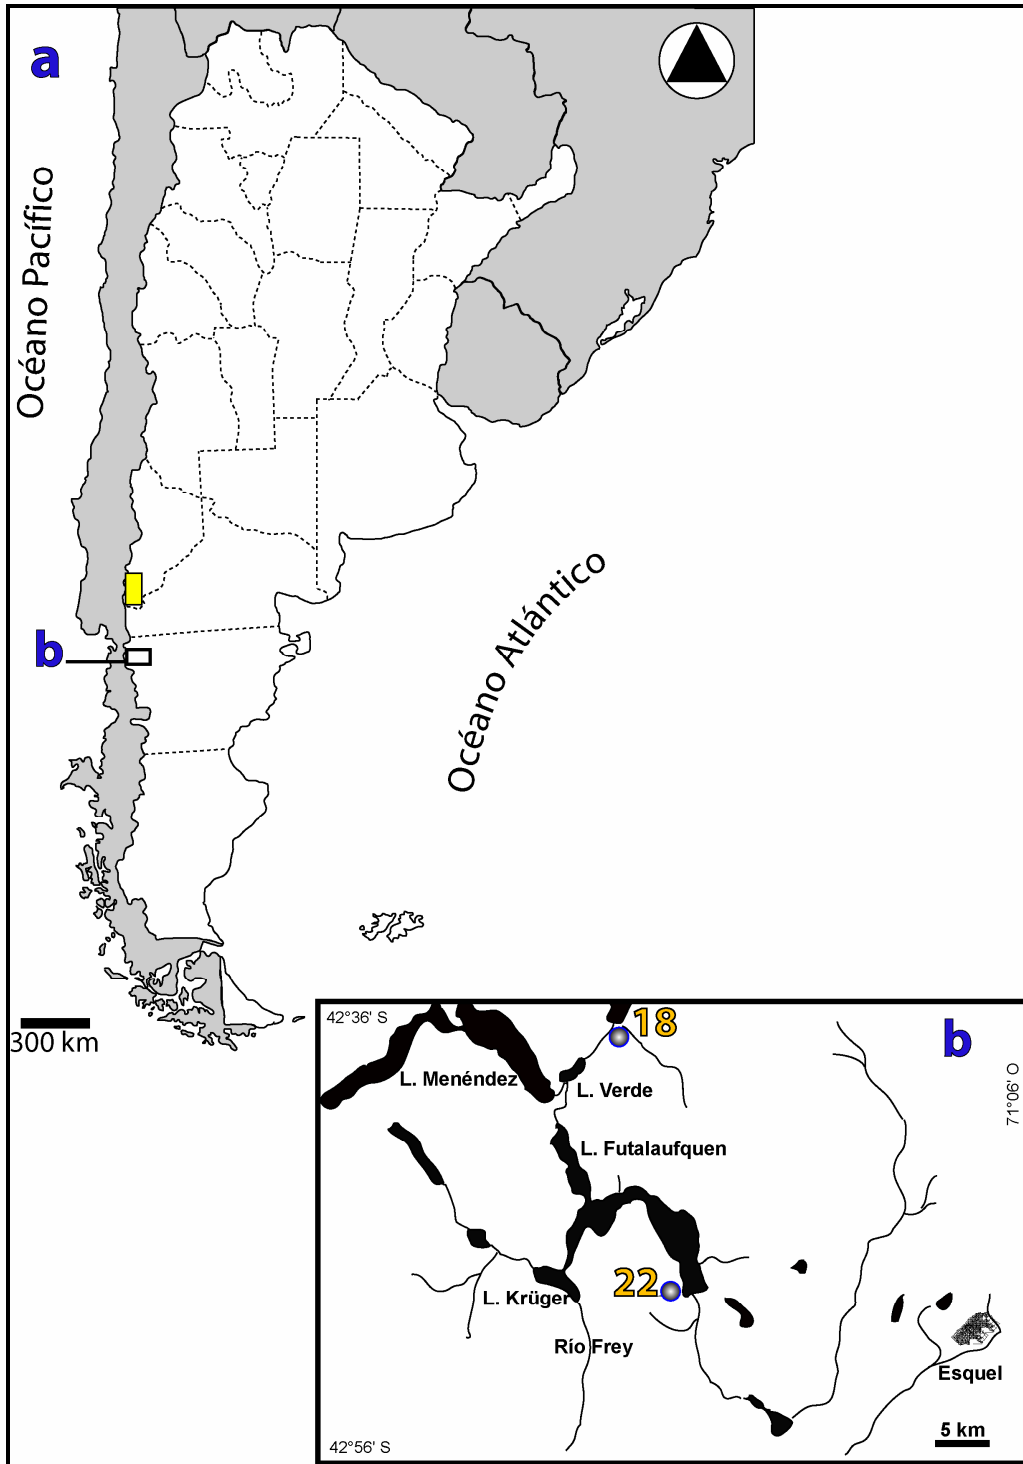 a
Océano Pacífico
Océano Atlántico
b
300 km
42°36' S
18
b
L. Menéndez
L. Verde
71°06' O
L. Futalaufquen
22
L. Krüger
Río Frey
Esquel
5 km
42°56' S